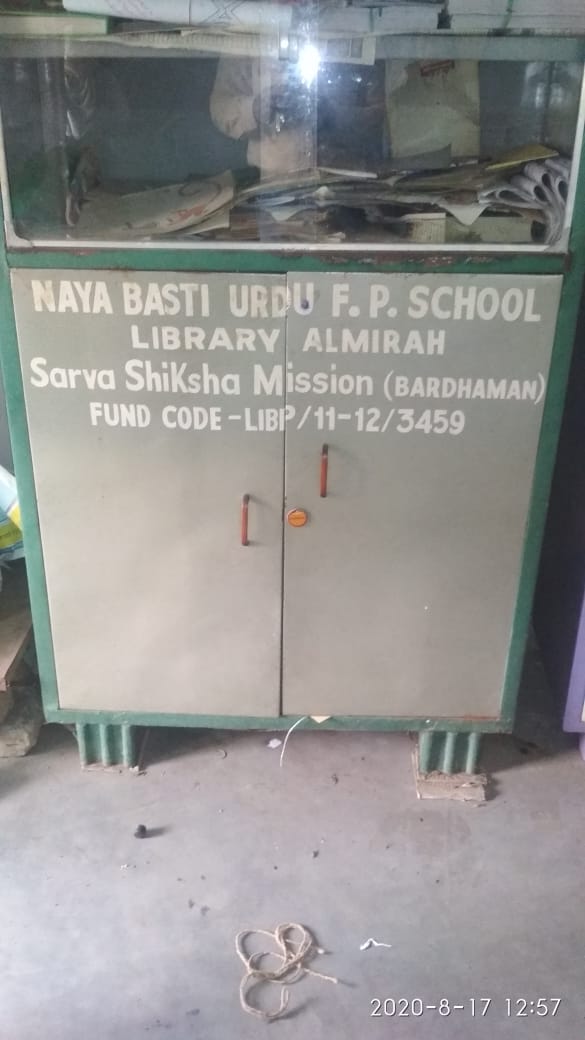 NAYA BASTI URDU F.P. SCHOOL
LIBRARY ALMIRAH
Sarva ShiKsha Mission (BARDHAMAN)
FUND CODE-LIBP/11-12/3459
2020-8-17 12:57